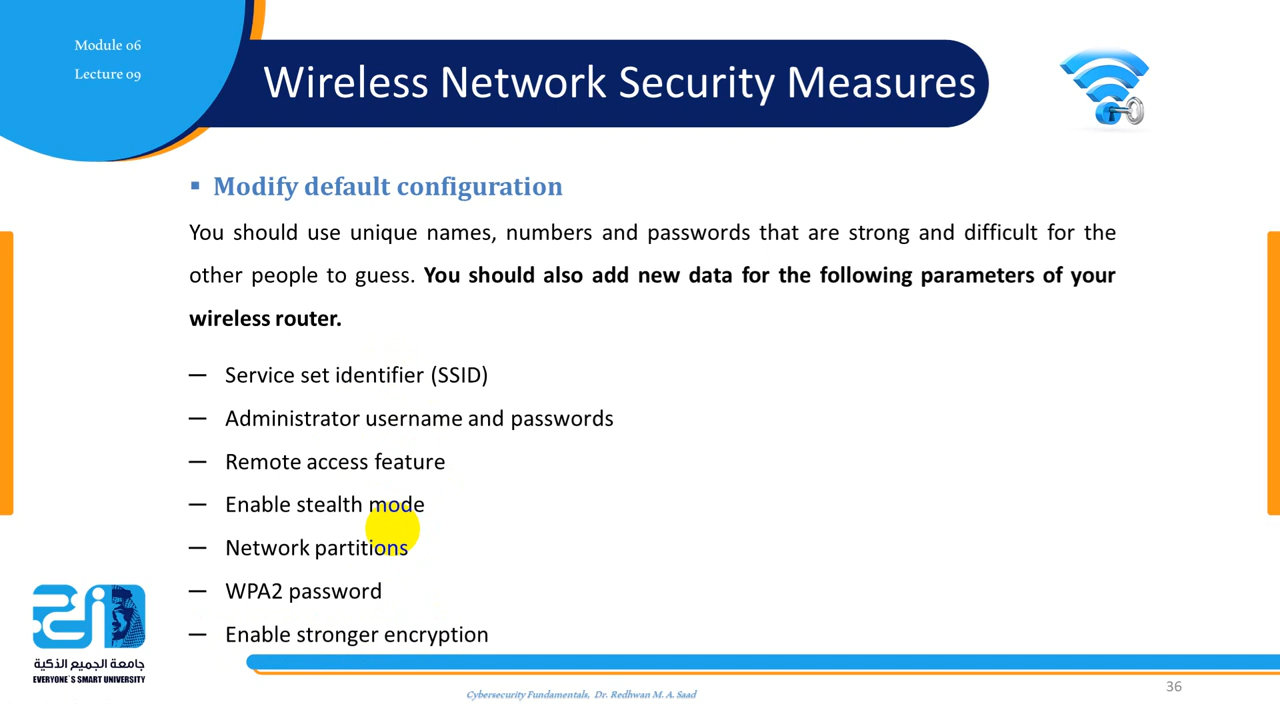 Module 06
Lecture 09
Wireless Network Security Measures
▪ Modify default configuration
You should use unique names, numbers and passwords that are strong and difficult for the
other people to guess. You should also add new data for the following parameters of your
wireless router.
— Service set identifier (SSID)
— Administrator username and passwords
— Remote access feature
— Enable stealth mode
— Network partitions
— WPA2 password
— Enable stronger encryption
جامعة الجميع الذكية
EVERYONE`S SMART UNIVERSITY
Cybersecurity Fundamentals, Dr. Redhwan M. A. Saad
36